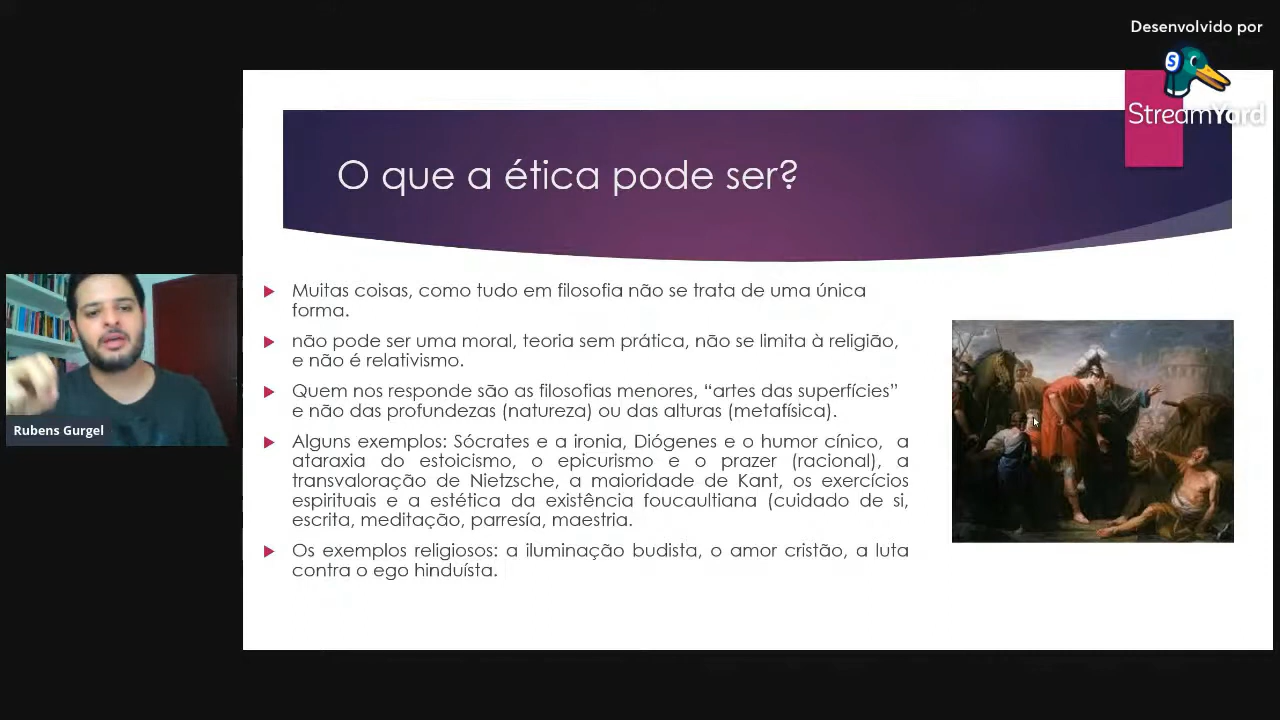 Desenvolvido por
S
StreamYard
O que a ética pode ser?
Muitas coisas, como tudo em filosofia não se trata de uma única
forma.
não pode ser uma moral, teoria sem prática, não se limita à religião,
e não é relativismo.
Quem nos responde são as filosofias menores, “artes das superfícies”
e não das profundezas (natureza) ou das alturas (metafísica).
Alguns exemplos: Sócrates e a ironia, Diógenes e o humor cínico, a
ataraxia do estoicismo, o epicurismo e o prazer (racional), a
transvaloração de Nietzsche, a maioridade de Kant, os exercícios
espirituais e a estética da existência foucaultiana (cuidado de si,
escrita, meditação, parresía, maestria.
Os exemplos religiosos: a iluminação budista, o amor cristão, a luta
contra o ego hinduísta.
Rubens Gurgel